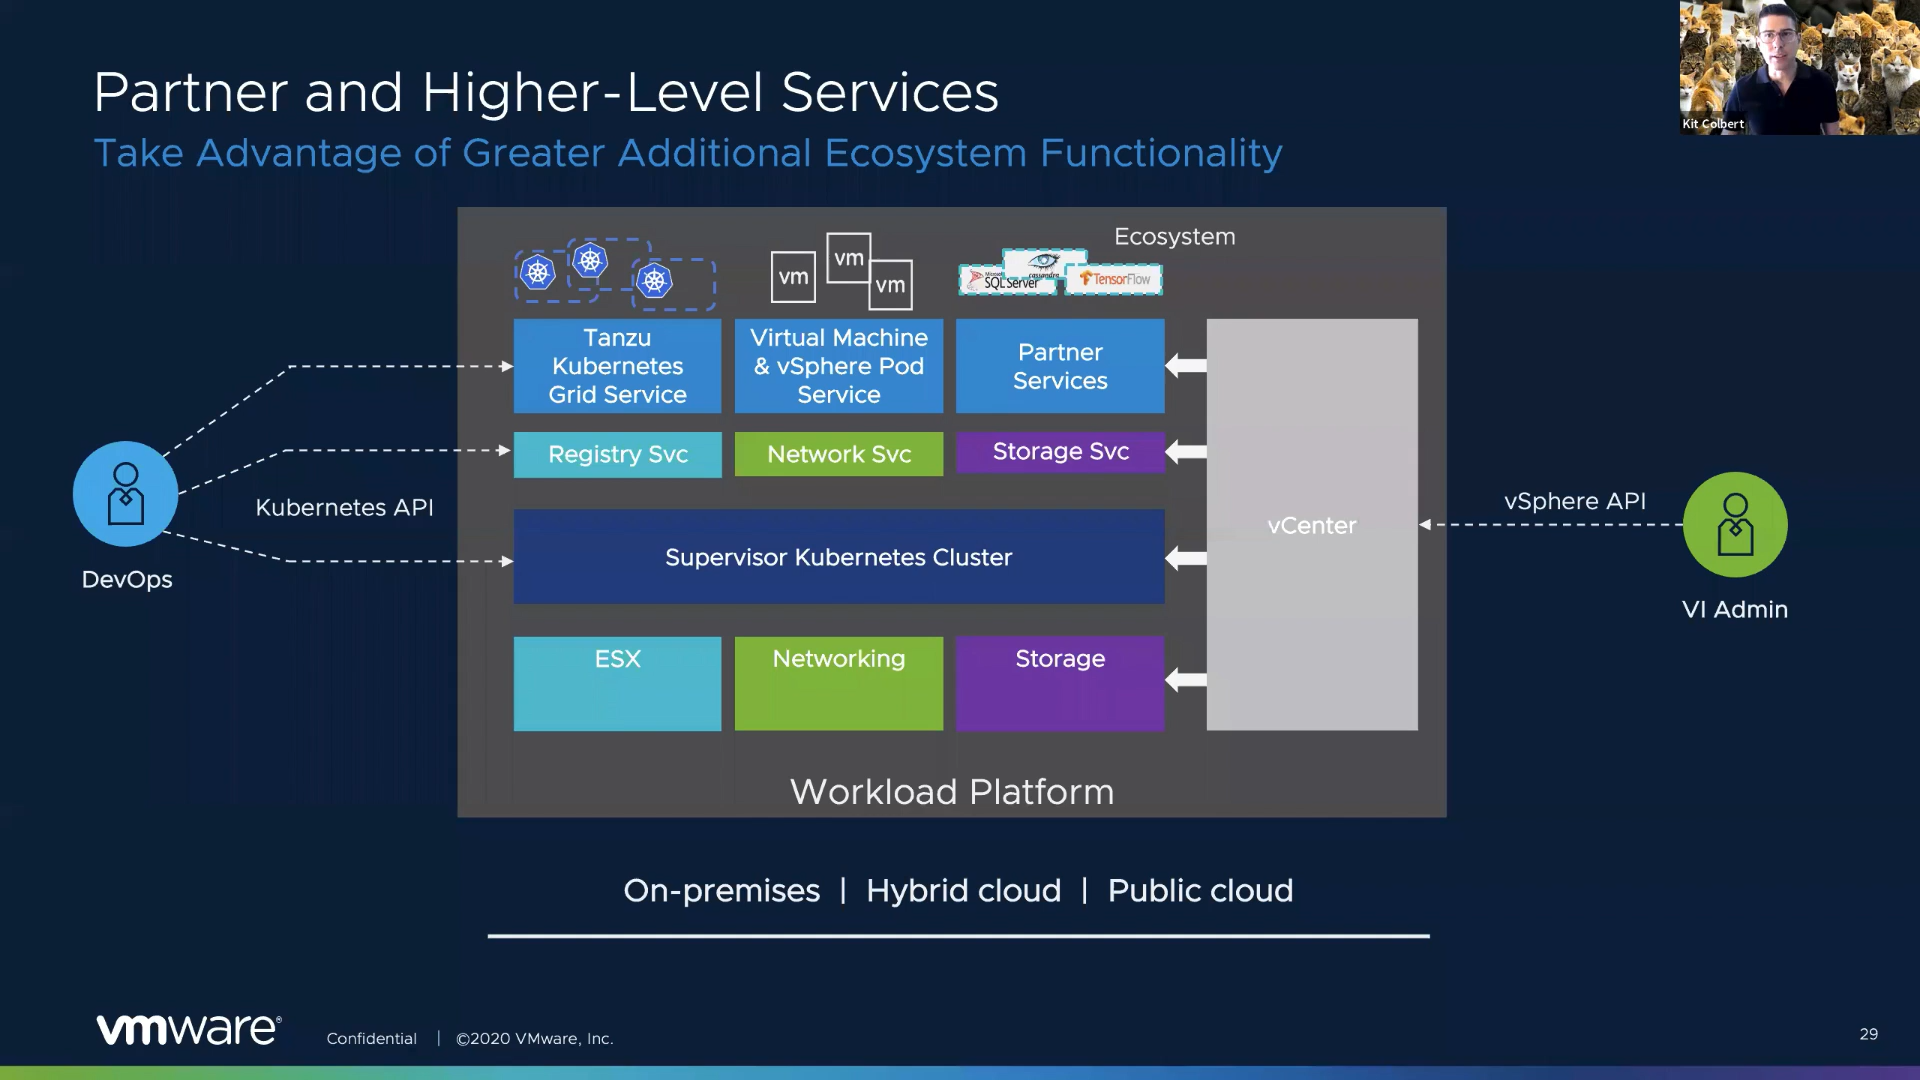 Partner and Higher-Level Services
Take Advantage of Greater Additional Ecosystem Functionality
Kit Colbert
Ecosystem
vm
vm
vm
Microsoft
SQL Server
cassandra
TensorFlow
Tanzu
Kubernetes
Grid Service
Virtual Machine
& vSphere Pod
Service
Partner
Services
Registry Svc
Network Svc
Storage Svc
Kubernetes API
DevOps
Supervisor Kubernetes Cluster
vCenter
vSphere API
VI Admin
ESX
Networking
Storage
Workload Platform
On-premises | Hybrid cloud | Public cloud
vmware®
Confidential | ©2020 VMware, Inc.
29